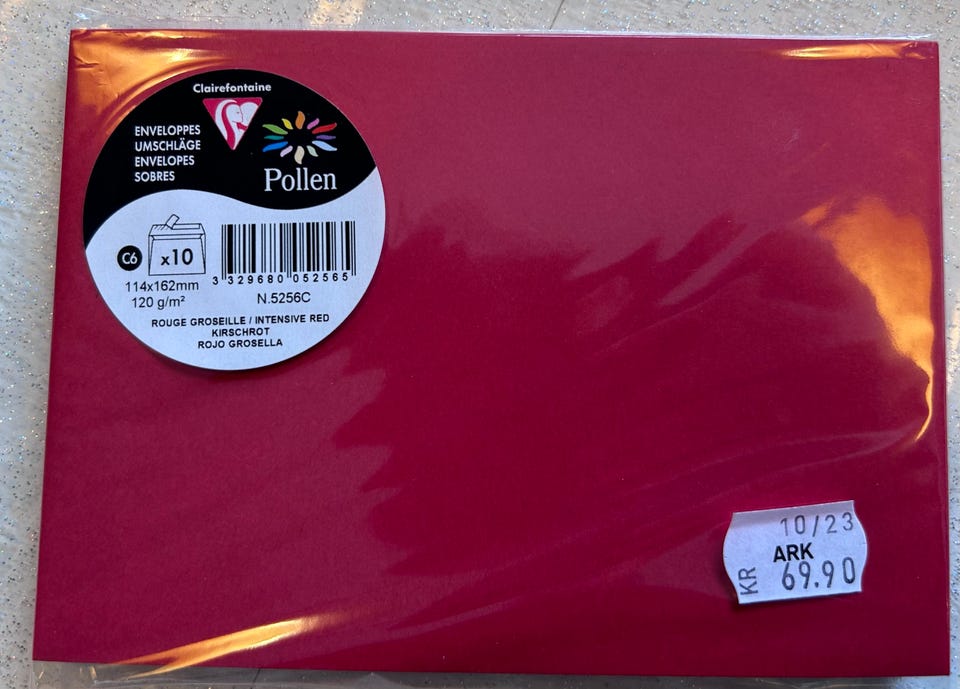 Clairefontaine
ENVELOPPES
UMSCHLÄGE
ENVELOPES
SOBRES
Pollen
C6
x10
3 329680 052565
114x162mm
120 g/m²
N.5256C
ROUGE GROSEILLE / INTENSIVE RED
KIRSCHROT
ROJO GROSELLA
10/23
ARK
KR 69.90